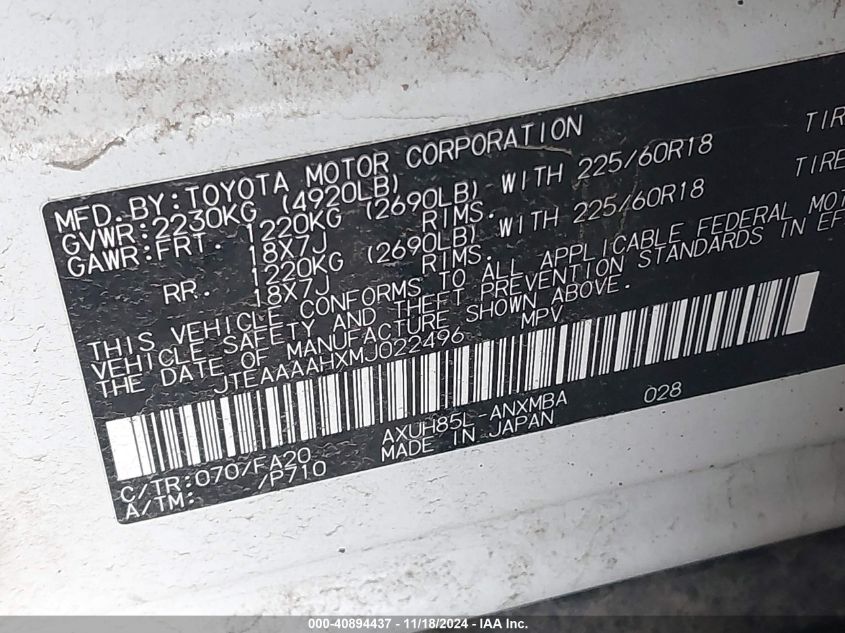 MFD. BY: TOYOTA MOTOR CORPORATION
GVWR: 2230KG (4920LB)
GAWR: FRT. 1220KG (2690LB) WITH 225/60R18 TIRE
18X7J RIMS.
RR. 1220KG (2690LB) WITH 225/60R18 TIRE
18X7J RIMS.
THIS VEHICLE CONFORMS TO ALL APPLICABLE FEDERAL MOT
VEHICLE SAFETY AND THEFT PREVENTION STANDARDS IN EF
THE DATE OF MANUFACTURE SHOWN ABOVE.
JTEAAAAHXMJ022496 MPV
C/TR: 070/FA20 AXUH85L-ANXMBA 028
A/TM: /P710 MADE IN JAPAN
000-40894437 - 11/18/2024 - IAA Inc.